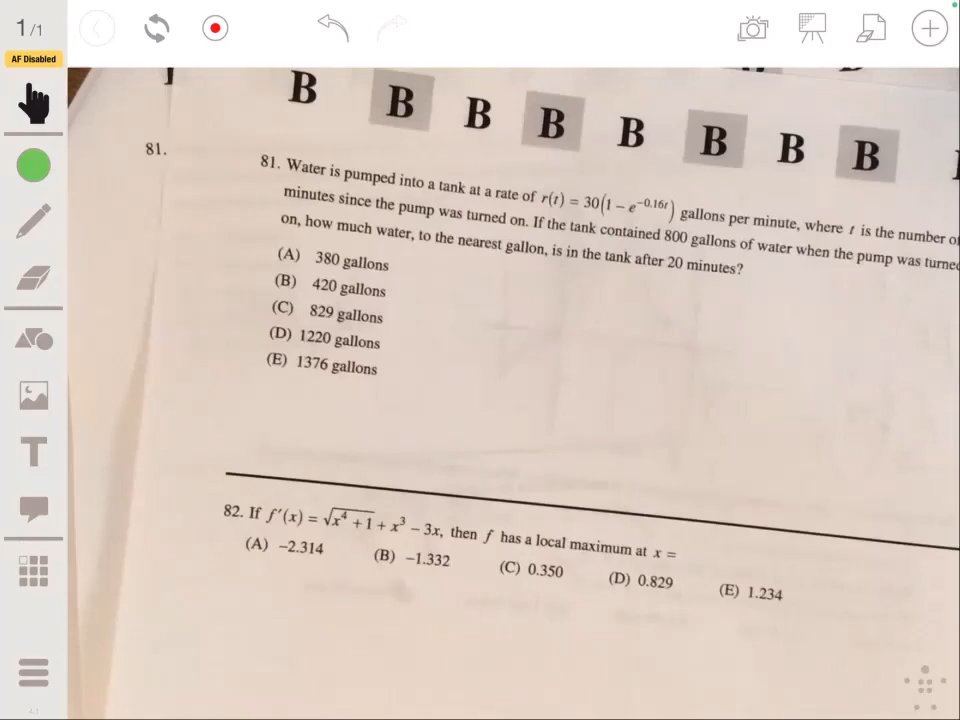 1/1
AF Disabled
B B B B B B B B
81.
81. Water is pumped into a tank at a rate of r(t) = 30(1 − e^−0.16t) gallons per minute, where t is the number of
minutes since the pump was turned on. If the tank contained 800 gallons of water when the pump was turned
on, how much water, to the nearest gallon, is in the tank after 20 minutes?
(A) 380 gallons
(B) 420 gallons
(C) 829 gallons
(D) 1220 gallons
(E) 1376 gallons
82. If f′(x) = √(x⁴ + 1) + x³ − 3x, then f has a local maximum at x =
(A) −2.314 (B) −1.332 (C) 0.350 (D) 0.829 (E) 1.234
T